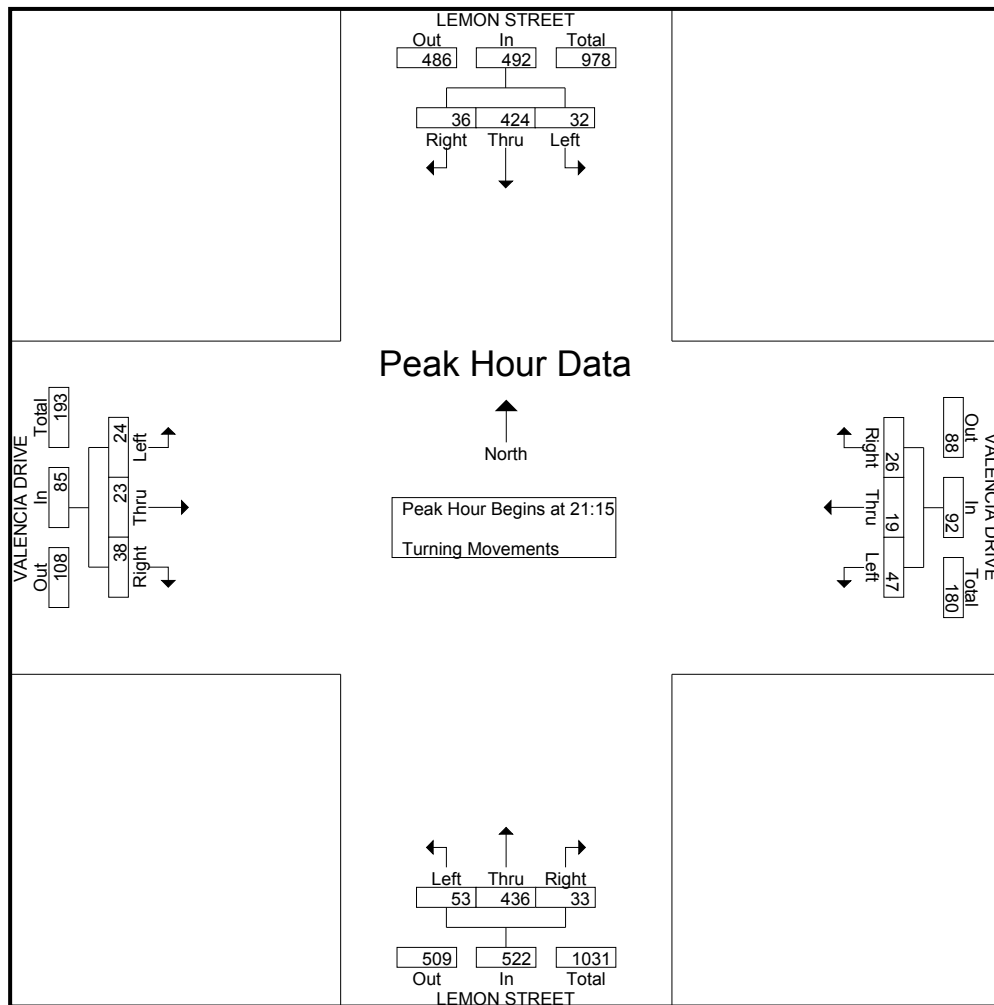 LEMON STREET
Out In Total
486 492 978
36 424 32
Right Thru Left
Peak Hour Data
North
Peak Hour Begins at 21:15
Turning Movements
VALENCIA DRIVE
Total In Out
193 85 108
24 23 38
Left Thru Right
VALENCIA DRIVE
Out In Total
88 92 180
26 19 47
Right Thru Left
Left Thru Right
53 436 33
509 522 1031
Out In Total
LEMON STREET